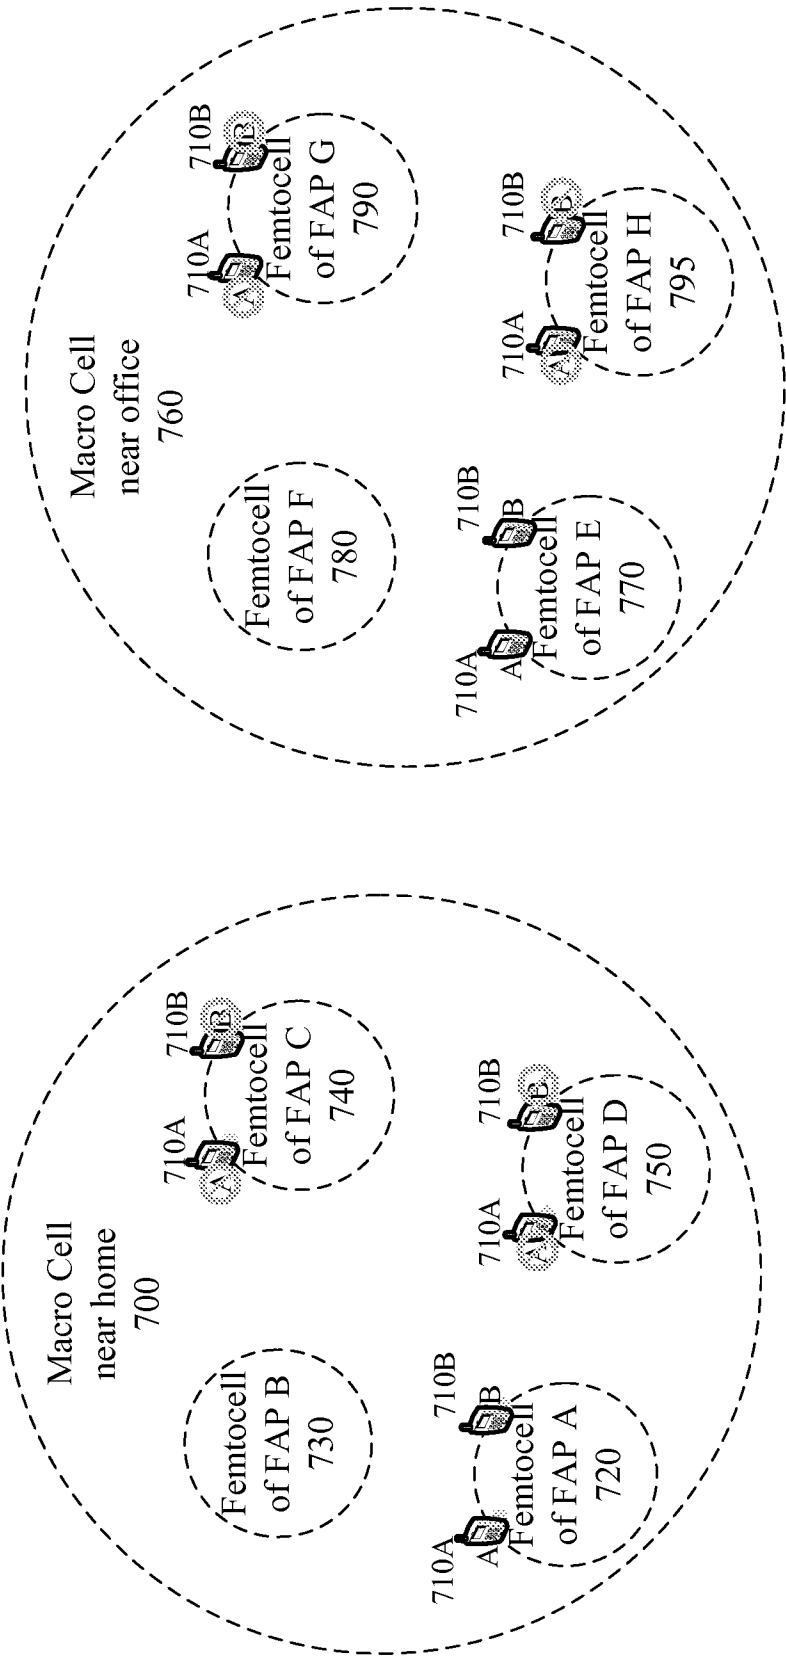 Macro Cell
near home
700
Femtocell
of FAP B
730
710A
A
710B
B
Femtocell
of FAP C
740
710A
A
710B
B
Femtocell
of FAP A
720
710A
A
710B
B
Femtocell
of FAP D
750
Macro Cell
near office
760
Femtocell
of FAP F
780
710A
A
710B
B
Femtocell
of FAP G
790
710A
A
710B
B
Femtocell
of FAP E
770
710A
A
710B
B
Femtocell
of FAP H
795